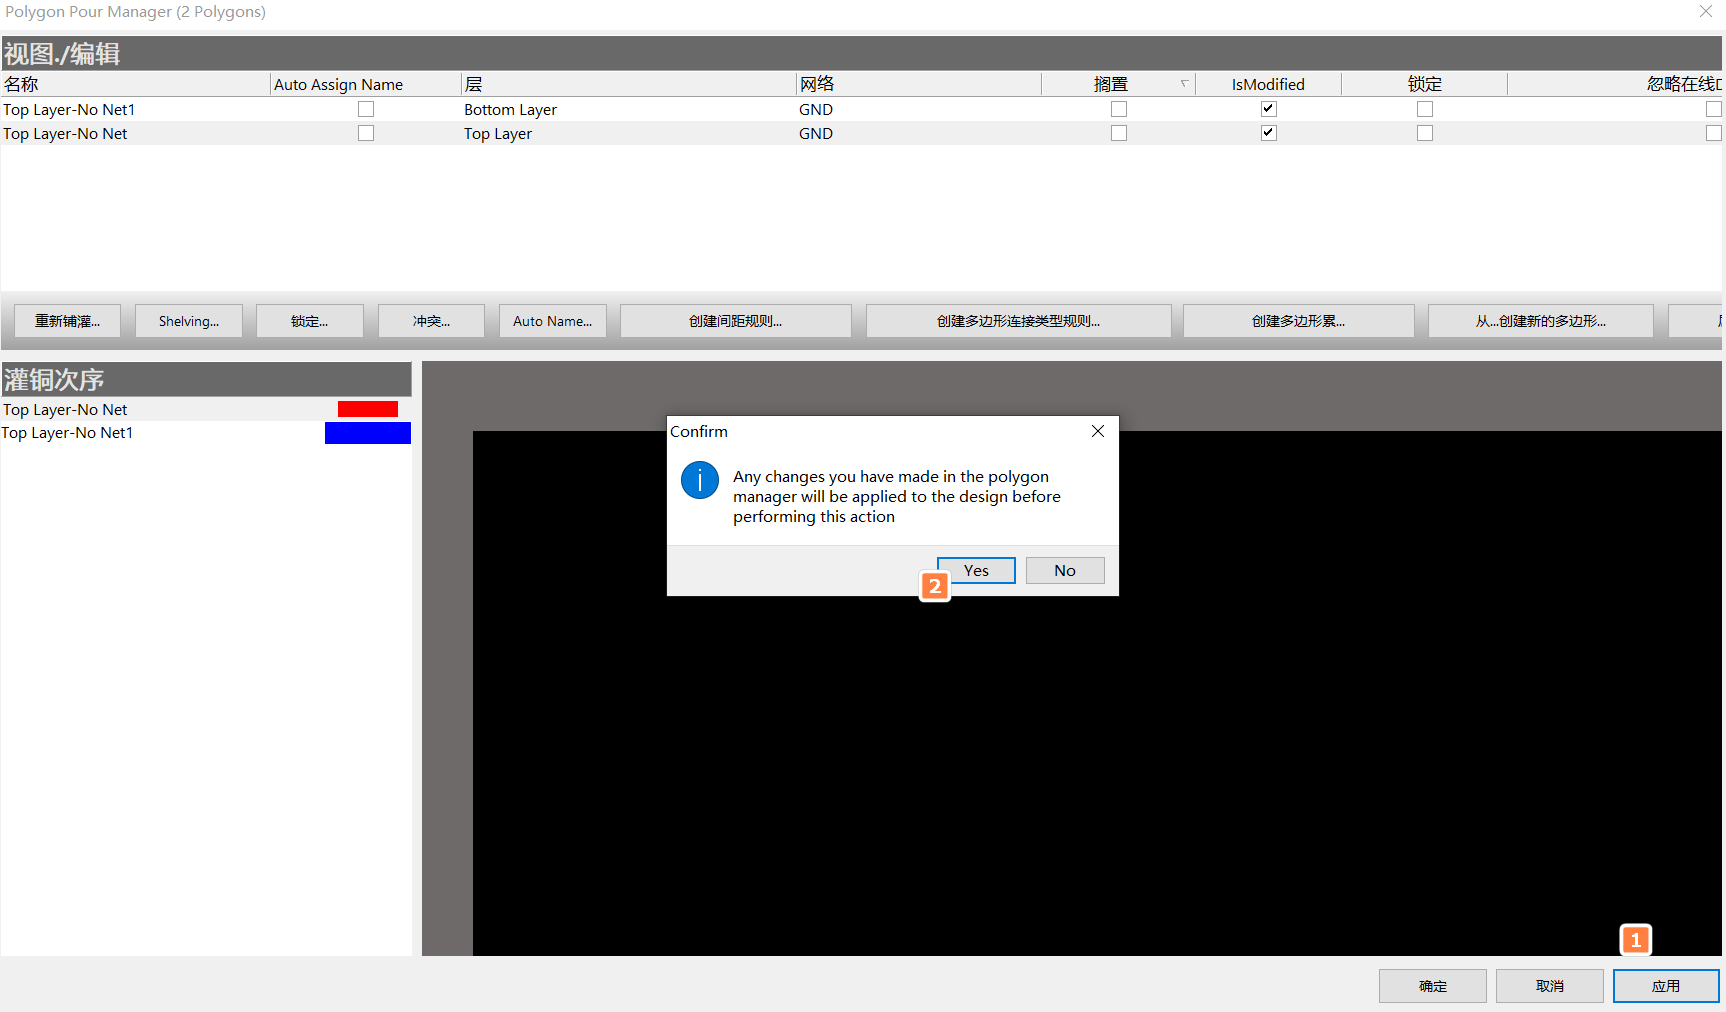 Polygon Pour Manager (2 Polygons)
视图./编辑
名称 Auto Assign Name 层 网络 搁置 IsModified 锁定 忽略在线
Top Layer-No Net1 Bottom Layer GND
Top Layer-No Net Top Layer GND
重新铺灌... Shelving... 锁定... 冲突... Auto Name... 创建间距规则... 创建多边形连接类型规则... 创建多边形累... 从...创建新的多边形...
灌铜次序
Top Layer-No Net
Top Layer-No Net1
Confirm
Any changes you have made in the polygon
manager will be applied to the design before
performing this action
Yes No
2
1
确定 取消 应用